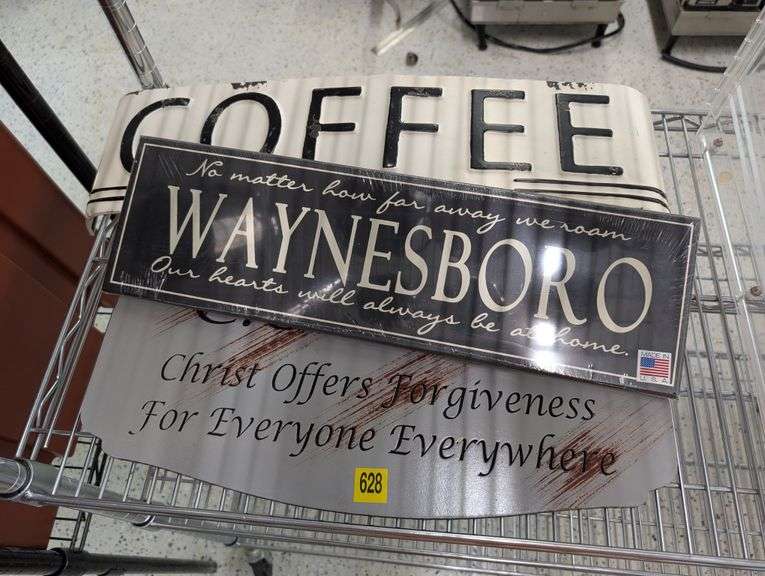 COFFEE
No matter how far away we roam
WAYNESBORO
Our hearts will always be at home.
MADE IN
U.S.A
Christ Offers Forgiveness
For Everyone Everywhere
628